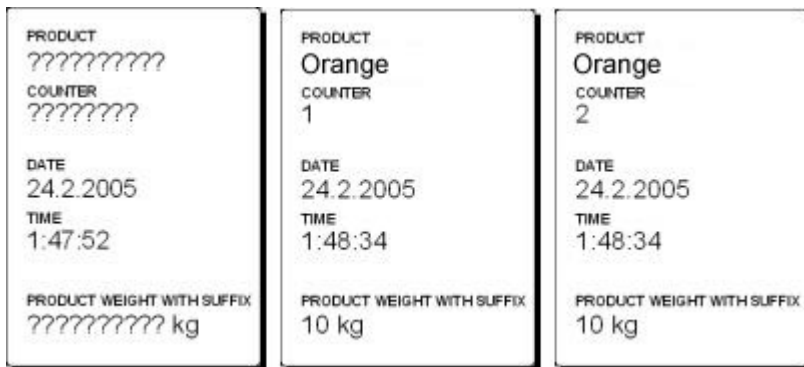 PRODUCT
??????????
COUNTER
????????
DATE
24.2.2005
TIME
1:47:52
PRODUCT WEIGHT WITH SUFFIX
?????????? kg
PRODUCT
Orange
COUNTER
1
DATE
24.2.2005
TIME
1:48:34
PRODUCT WEIGHT WITH SUFFIX
10 kg
PRODUCT
Orange
COUNTER
2
DATE
24.2.2005
TIME
1:48:34
PRODUCT WEIGHT WITH SUFFIX
10 kg